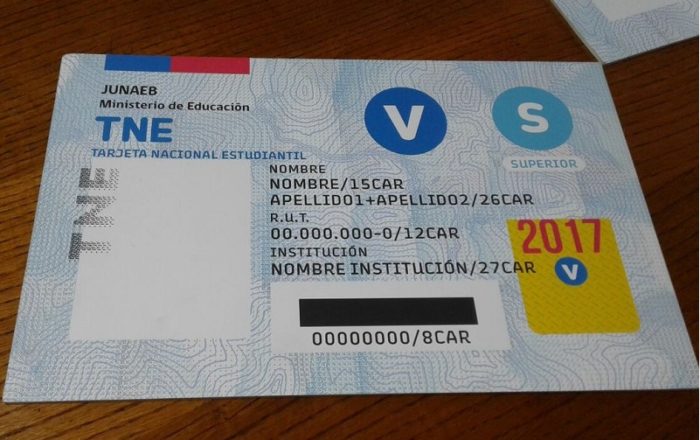 JUNAEB
Ministerio de Educación
TNE
TARJETA NACIONAL ESTUDIANTIL
V
S
SUPERIOR
TNE
NOMBRE
NOMBRE/15CAR
APELLIDO1+APELLIDO2/26CAR
R.U.T.
00.000.000-0/12CAR
INSTITUCIÓN
NOMBRE INSTITUCIÓN/27CAR
2017
V
00000000/8CAR